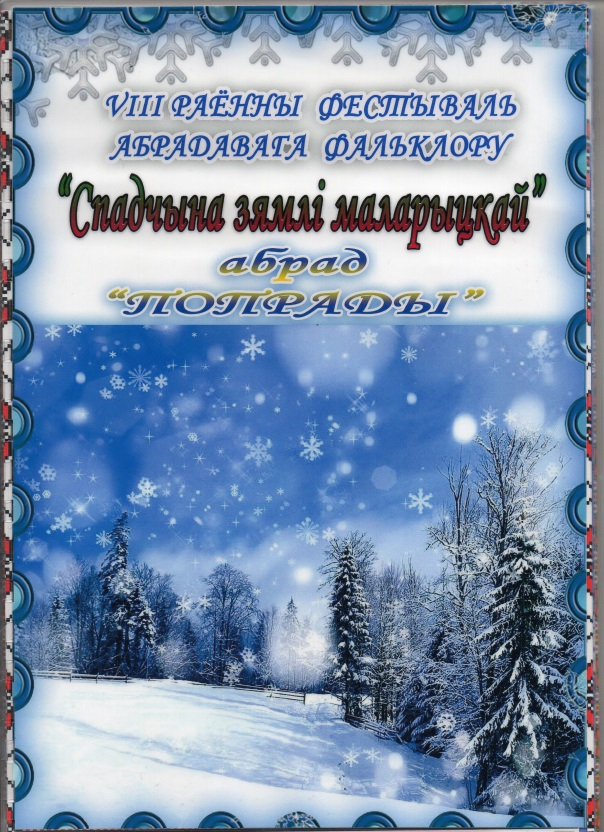 VIII РАЁННЫ ФЕСТЫВАЛЬ
АБРАДАВАГА ФАЛЬКЛОРУ
“Спадчына зямлі маларыцкай”
абрад
“ПОПРАДЫ”